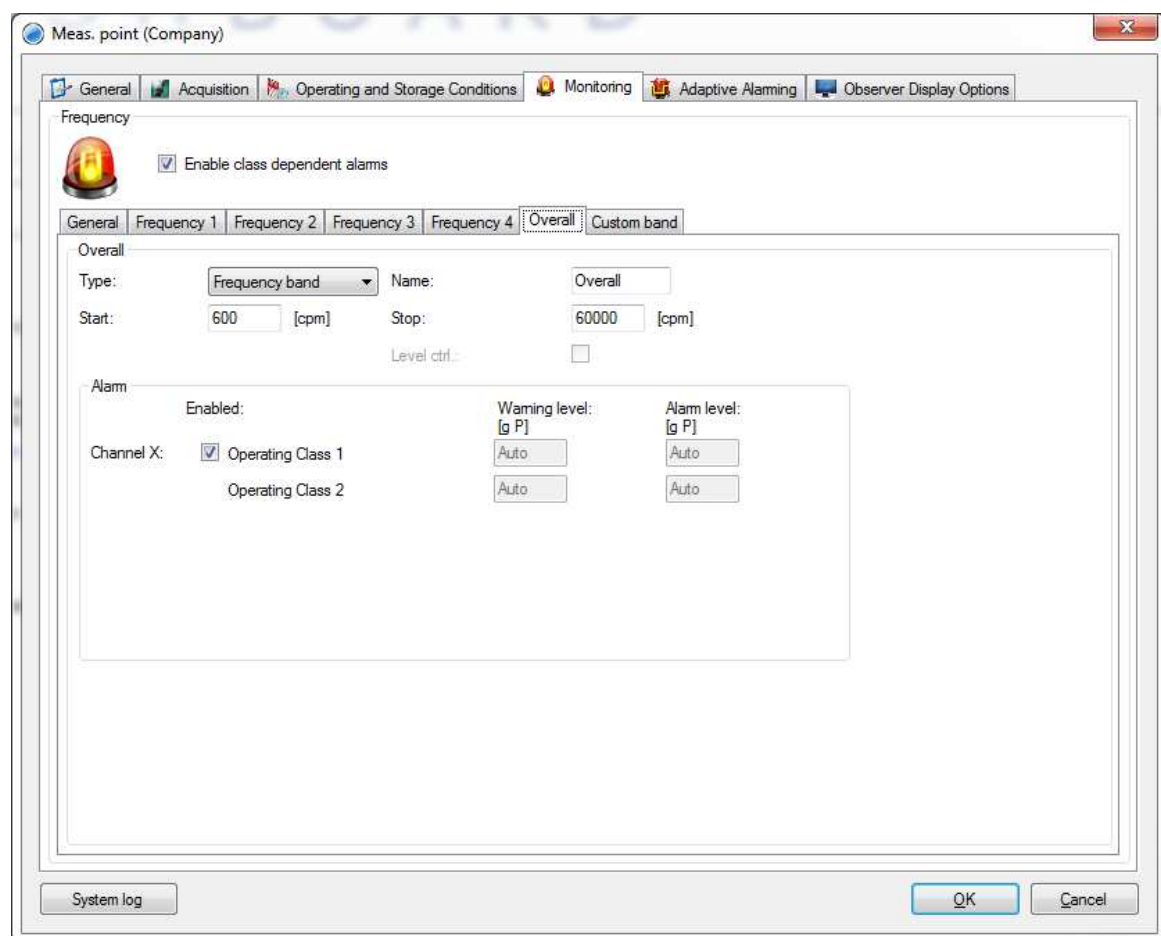 Meas. point (Company)
General Acquisition Operating and Storage Conditions Monitoring Adaptive Alarming Observer Display Options
Frequency
Enable class dependent alarms
General Frequency 1 Frequency 2 Frequency 3 Frequency 4 Overall Custom band
Overall
Type: Frequency band Name: Overall
Start: 600 [cpm] Stop: 60000 [cpm]
Level ctrl.:
Alarm
Enabled: Warning level: Alarm level:
[g P] [g P]
Channel X: Operating Class 1 Auto Auto
Operating Class 2 Auto Auto
System log OK Cancel